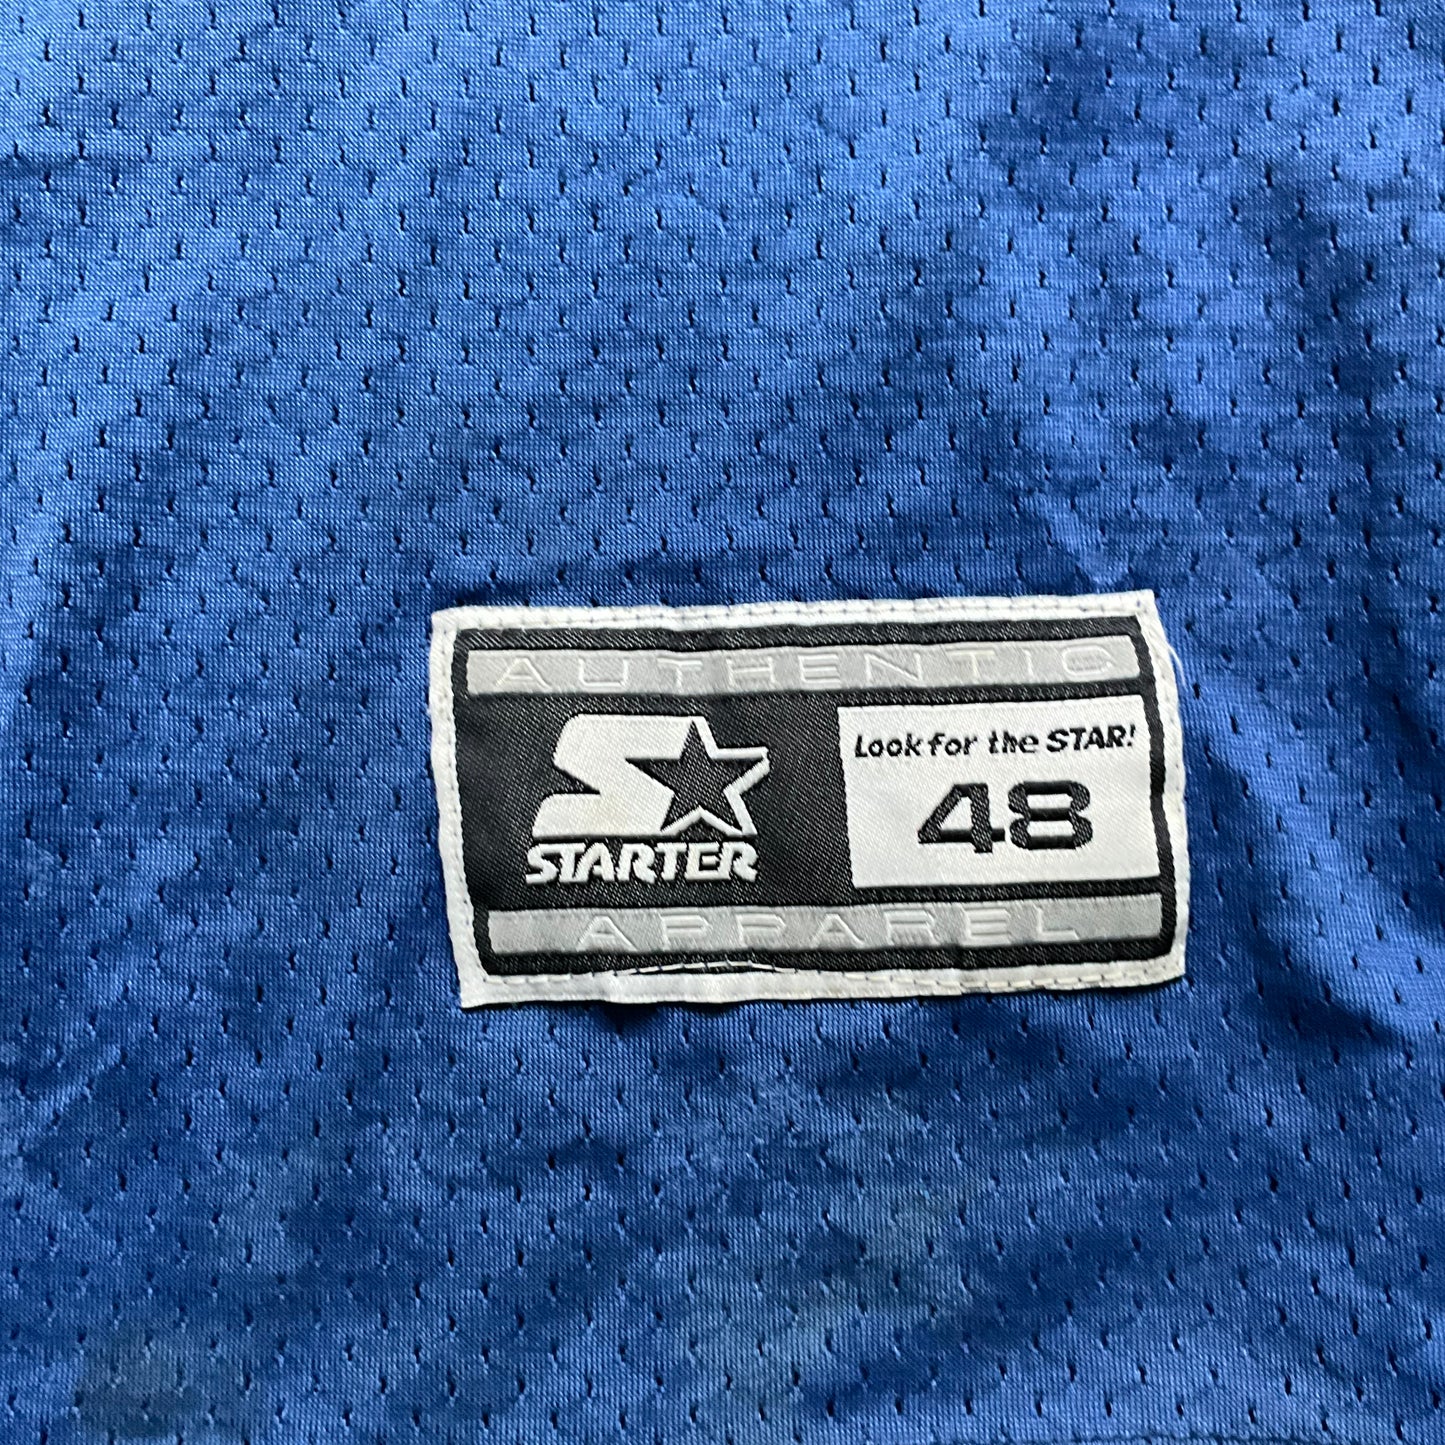 AUTHENTIC
STARTER
Look for the STAR!
48
APPAREL